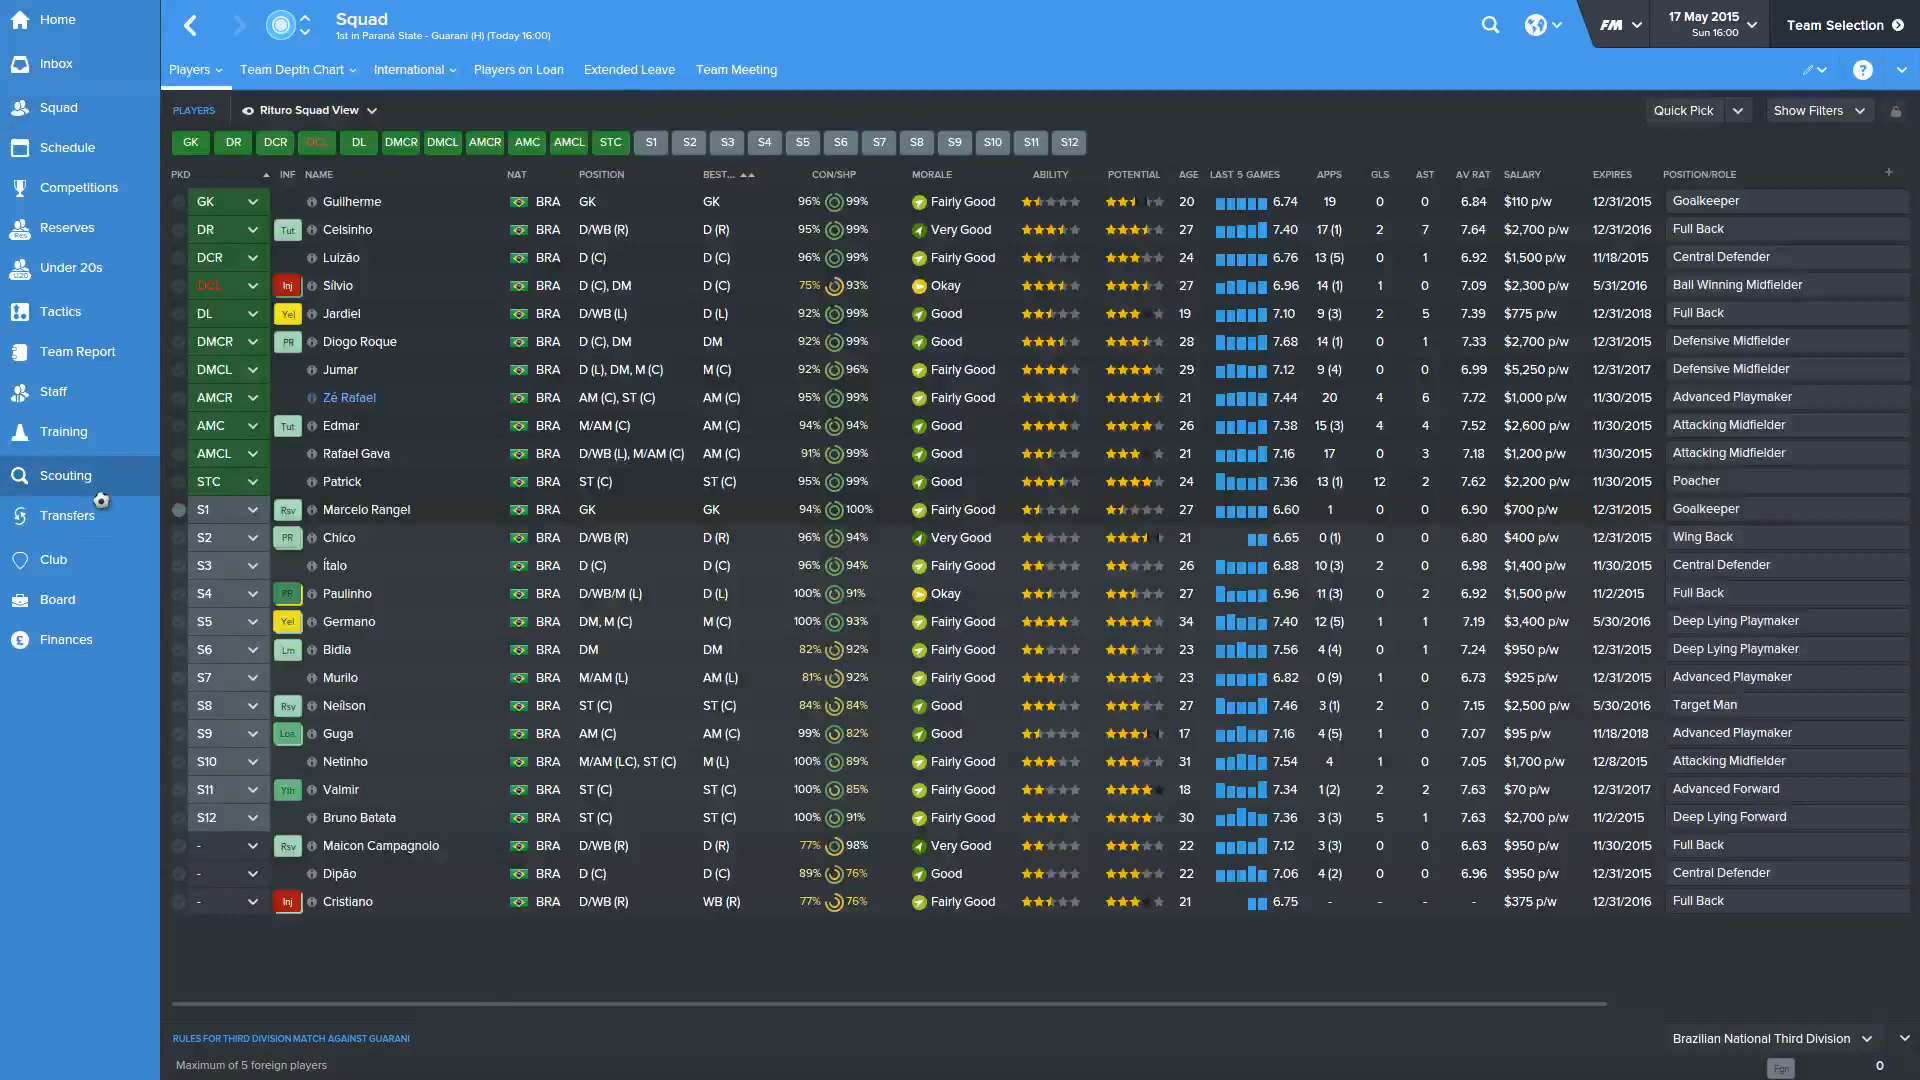 Home
Inbox
Squad
Schedule
Competitions
Reserves
Under 20s
Tactics
Team Report
Staff
Training
Scouting
Transfers
Club
Board
Finances
Squad
1st in Paraná State - Guarani (H) (Today 16:00)
FM
17 May 2015
Sun 16:00
Team Selection
Players Team Depth Chart International Players on Loan Extended Leave Team Meeting
?
PLAYERS Rituro Squad View Quick Pick Show Filters
GK DR DCR DCL DL DMCR DMCL AMCR AMC AMCL STC S1 S2 S3 S4 S5 S6 S7 S8 S9 S10 S11 S12
PKD INF NAME NAT POSITION BEST... CON/SHP MORALE ABILITY POTENTIAL AGE LAST 5 GAMES APPS GLS AST AV RAT SALARY EXPIRES POSITION/ROLE +
GK Guilherme BRA GK GK 96% 99% Fairly Good 20 6.74 19 0 0 6.84 $110 p/w 12/31/2015 Goalkeeper
DR Tut Celsinho BRA D/WB (R) D (R) 95% 99% Very Good 27 7.40 17 (1) 2 7 7.64 $2,700 p/w 12/31/2016 Full Back
DCR Luizão BRA D (C) D (C) 96% 99% Fairly Good 24 6.76 13 (5) 0 1 6.92 $1,500 p/w 11/18/2015 Central Defender
DCL Inj Sílvio BRA D (C), DM D (C) 75% 93% Okay 27 6.96 14 (1) 1 0 7.09 $2,300 p/w 5/31/2016 Ball Winning Midfielder
DL Yel Jardiel BRA D/WB (L) D (L) 92% 99% Good 19 7.10 9 (3) 2 5 7.39 $775 p/w 12/31/2018 Full Back
DMCR PR Diogo Roque BRA D (C), DM DM 92% 99% Good 28 7.68 14 (1) 0 1 7.33 $2,700 p/w 12/31/2015 Defensive Midfielder
DMCL Jumar BRA D (L), DM, M (C) M (C) 92% 96% Fairly Good 29 7.12 9 (4) 0 2 6.99 $5,250 p/w 12/31/2017 Defensive Midfielder
AMCR Zé Rafael BRA AM (C), ST (C) AM (C) 95% 99% Fairly Good 21 7.44 20 4 6 7.72 $1,000 p/w 11/30/2015 Advanced Playmaker
AMC Tut Edmar BRA M/AM (C) AM (C) 94% 94% Good 26 7.38 15 (3) 4 4 7.52 $2,600 p/w 11/30/2015 Attacking Midfielder
AMCL Rafael Gava BRA D/WB (L), M/AM (C) AM (C) 91% 99% Good 21 7.16 17 0 3 7.18 $1,200 p/w 11/30/2015 Attacking Midfielder
STC Patrick BRA ST (C) ST (C) 95% 99% Good 24 7.36 13 (1) 12 2 7.62 $2,200 p/w 11/30/2015 Poacher
S1 Rsv Marcelo Rangel BRA GK GK 94% 100% Fairly Good 27 6.60 1 0 0 6.90 $700 p/w 12/31/2015 Goalkeeper
S2 PR Chico BRA D/WB (R) D (R) 96% 94% Very Good 21 6.65 0 (1) 0 0 6.80 $400 p/w 12/31/2015 Wing Back
S3 Ítalo BRA D (C) D (C) 96% 94% Fairly Good 26 6.88 10 (3) 2 0 6.98 $1,400 p/w 11/30/2015 Central Defender
S4 PR Paulinho BRA D/WB/M (L) D (L) 100% 91% Okay 27 6.96 11 (3) 0 2 6.92 $1,500 p/w 11/2/2015 Full Back
S5 Yel Germano BRA DM, M (C) M (C) 100% 93% Fairly Good 34 7.40 12 (5) 1 1 7.19 $3,400 p/w 5/30/2016 Deep Lying Playmaker
S6 Lrn Bidia BRA DM DM 82% 92% Fairly Good 23 7.56 4 (4) 0 1 7.24 $950 p/w 12/31/2015 Deep Lying Playmaker
S7 Murilo BRA M/AM (L) AM (L) 81% 92% Fairly Good 23 6.82 0 (9) 1 0 6.73 $925 p/w 12/31/2015 Advanced Playmaker
S8 Rsv Neílson BRA ST (C) ST (C) 84% 84% Good 27 7.46 3 (1) 2 0 7.15 $2,500 p/w 5/30/2016 Target Man
S9 Loa Guga BRA AM (C) AM (C) 99% 82% Good 17 7.16 4 (5) 1 0 7.07 $95 p/w 11/18/2018 Advanced Playmaker
S10 Netinho BRA M/AM (LC), ST (C) M (L) 100% 89% Fairly Good 31 7.54 4 1 0 7.05 $1,700 p/w 12/8/2015 Attacking Midfielder
S11 Yth Valmir BRA ST (C) ST (C) 100% 85% Fairly Good 18 7.34 1 (2) 2 2 7.63 $70 p/w 12/31/2017 Advanced Forward
S12 Bruno Batata BRA ST (C) ST (C) 100% 91% Fairly Good 30 7.36 3 (3) 5 1 7.63 $2,700 p/w 11/2/2015 Deep Lying Forward
- Rsv Maicon Campagnolo BRA D/WB (R) D (R) 77% 98% Very Good 22 7.12 3 (3) 0 0 6.63 $950 p/w 11/30/2015 Full Back
- Dipão BRA D (C) D (C) 89% 76% Good 22 7.06 4 (2) 0 0 6.96 $950 p/w 12/31/2015 Central Defender
- Inj Cristiano BRA D/WB (R) WB (R) 77% 76% Fairly Good 21 6.75 - - - - $375 p/w 12/31/2016 Full Back
RULES FOR THIRD DIVISION MATCH AGAINST GUARANI Brazilian National Third Division
Maximum of 5 foreign players Fgn 0